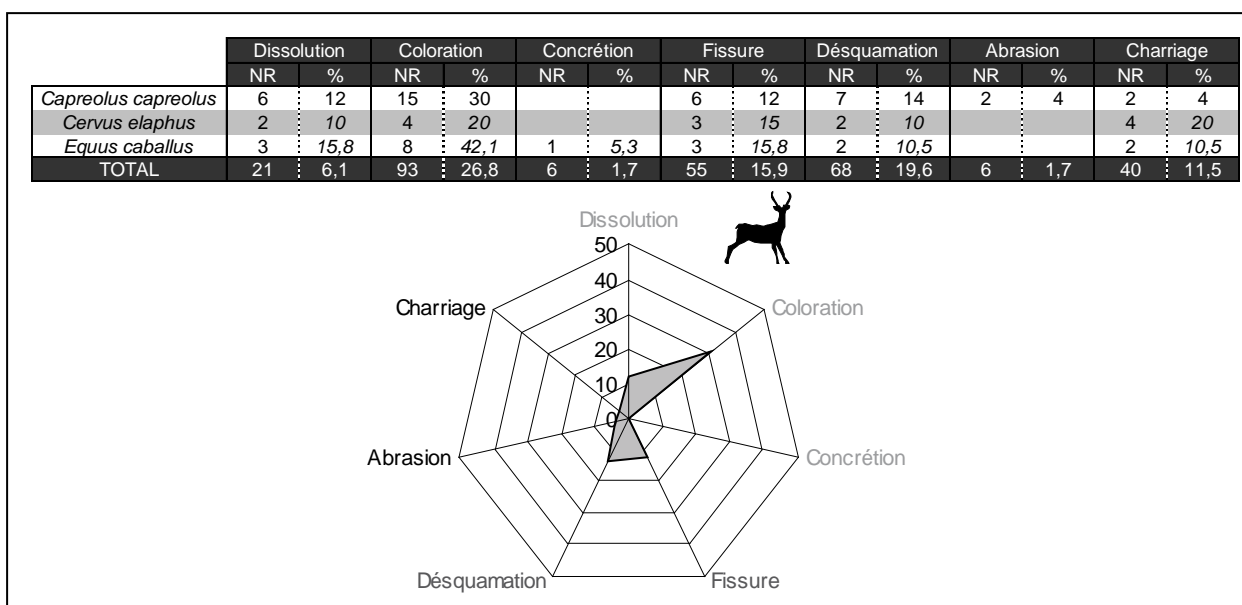 Dissolution Coloration Concrétion Fissure Désquamation Abrasion Charriage
NR % NR % NR % NR % NR % NR % NR %
Capreolus capreolus 6 12 15 30 6 12 7 14 2 4 2 4
Cervus elaphus 2 10 4 20 3 15 2 10 4 20
Equus caballus 3 15,8 8 42,1 1 5,3 3 15,8 2 10,5 2 10,5
TOTAL 21 6,1 93 26,8 6 1,7 55 15,9 68 19,6 6 1,7 40 11,5
Dissolution
50
40
Charriage
Coloration
30
20
10
0
Abrasion
Concrétion
Désquamation
Fissure